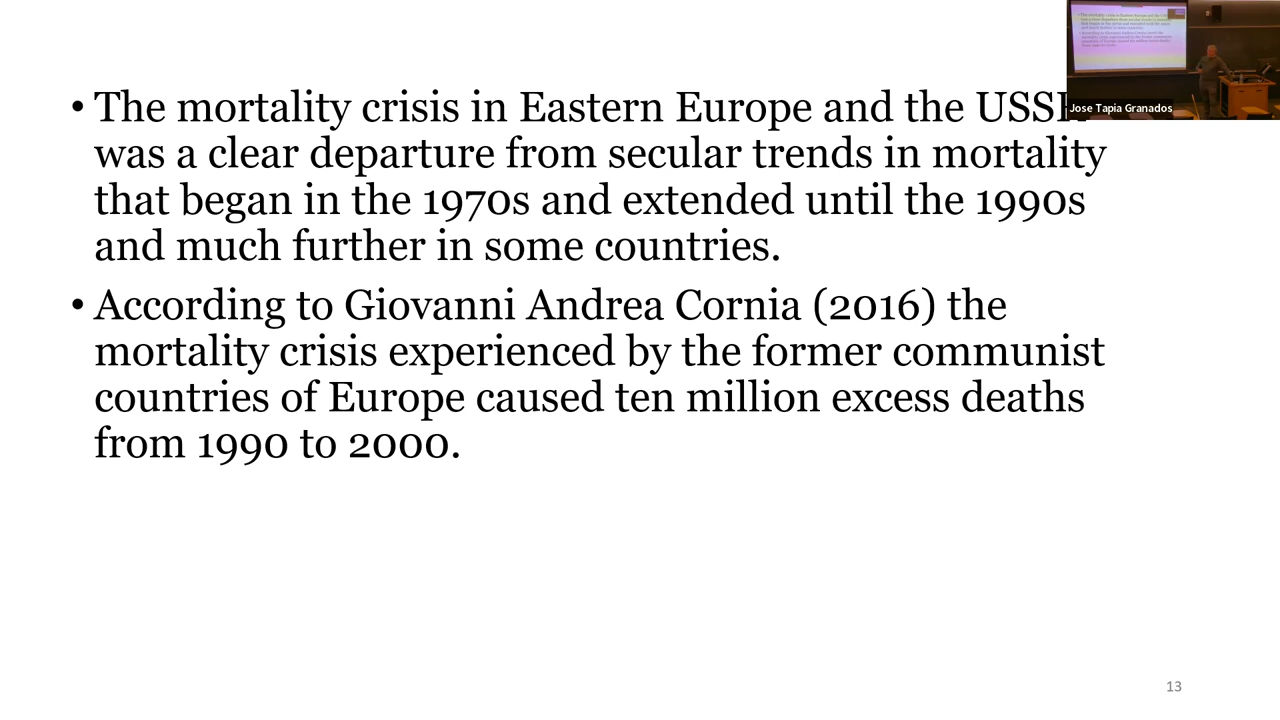 • The mortality crisis in Eastern Europe and the USSR
was a clear departure from secular trends in mortality
that began in the 1970s and extended until the 1990s
and much further in some countries.
• According to Giovanni Andrea Cornia (2016) the
mortality crisis experienced by the former communist
countries of Europe caused ten million excess deaths
from 1990 to 2000.
Jose Tapia Granados
13